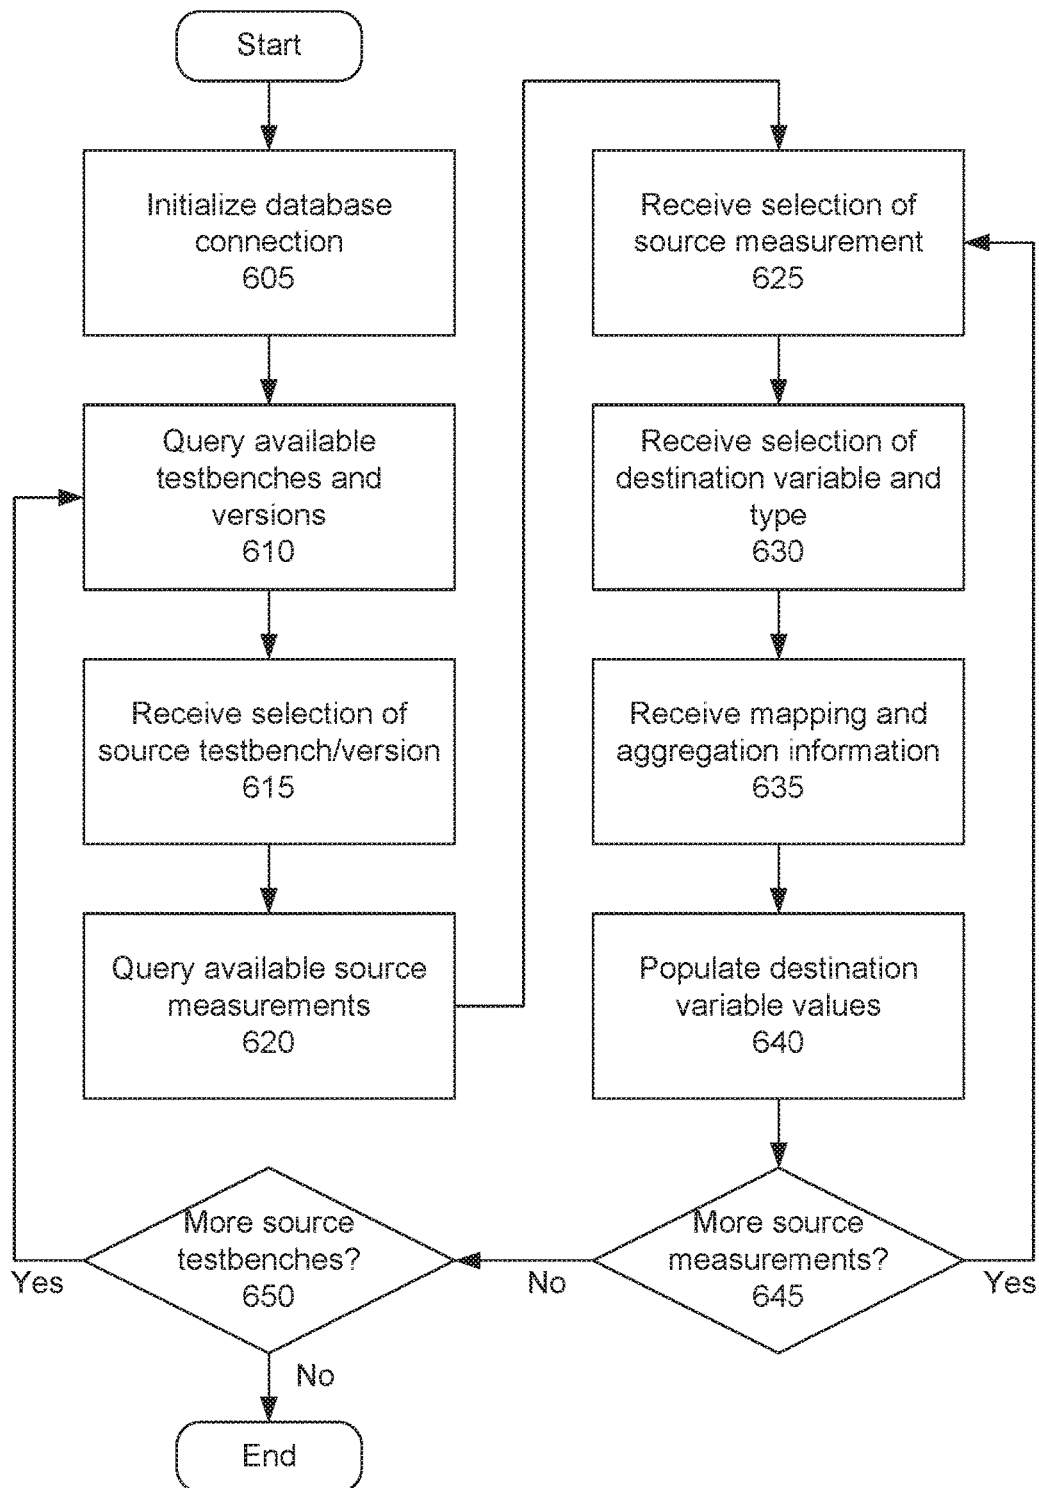 Start
Initialize database
connection
605
Query available
testbenches and
versions
610
Receive selection of
source testbench/version
615
Query available source
measurements
620
Receive selection of
source measurement
625
Receive selection of
destination variable and
type
630
Receive mapping and
aggregation information
635
Populate destination
variable values
640
More source
measurements?
645
Yes
No
More source
testbenches?
650
Yes
No
End